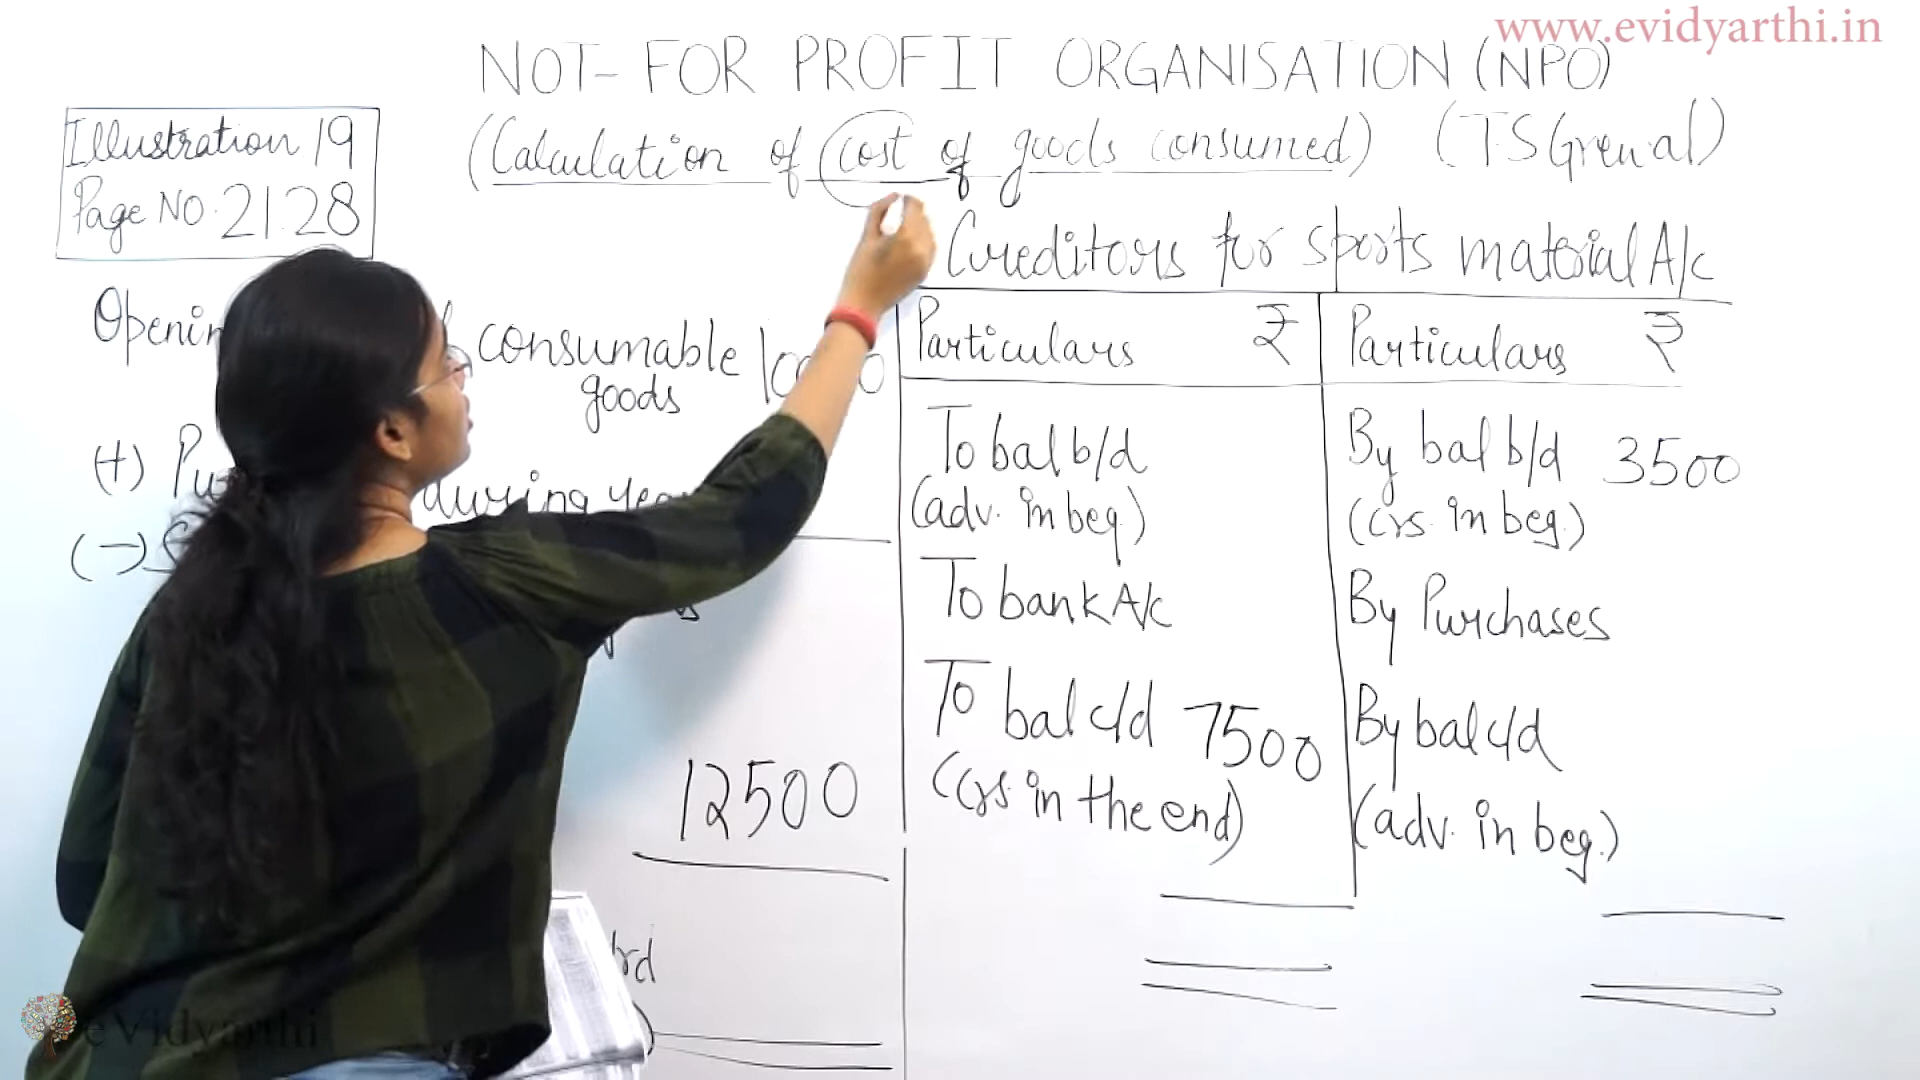 www.evidyarthi.in
NOT-FOR PROFIT ORGANISATION (NPO)
(Calculation of cost of goods consumed) (TS Grewal)
Illustration 19
Page NO. 21.28
consumable
goods
(+)
during
(-)
12500
Creditors for sports material A/c
Particulars ₹ Particulars ₹
To bal b/d By bal b/d 3500
(adv. in beg.) (crs. in beg.)
To bank A/c By Purchases
To bal c/d 7500 By bal c/d
(crs. in the end) (adv. in beg.)
eVidyarthi